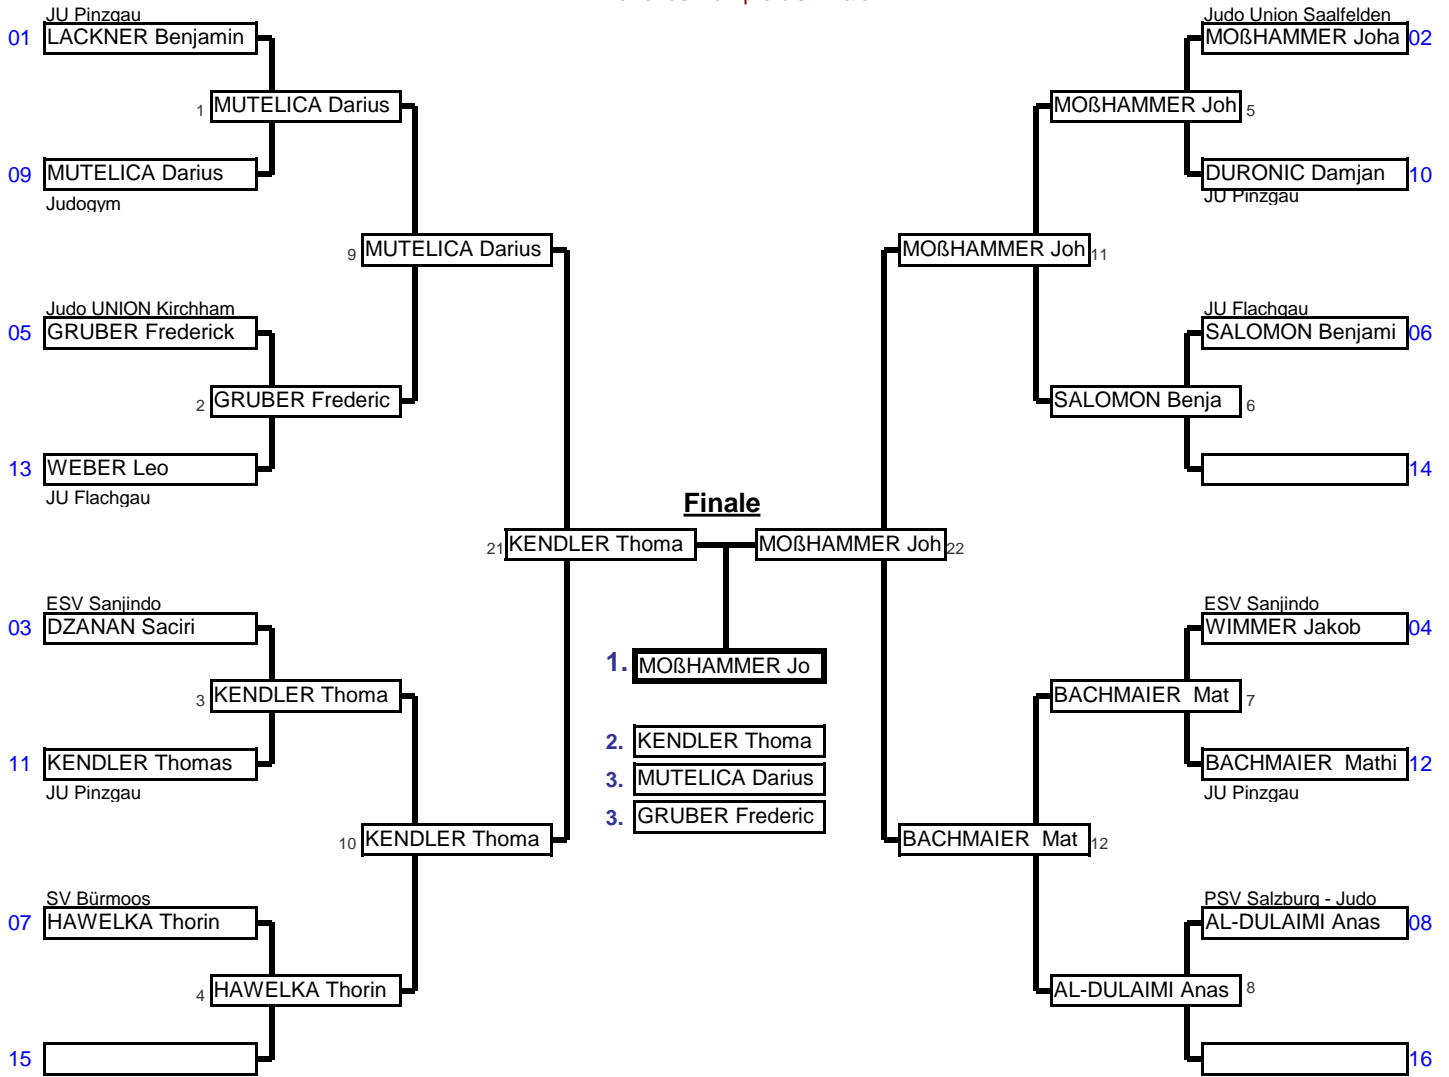 JU Pinzgau
01 LACKNER Benjamin
1 MUTELICA Darius
09 MUTELICA Darius
Judogym
9 MUTELICA Darius
Judo UNION Kirchham
05 GRUBER Frederick
2 GRUBER Frederic
13 WEBER Leo
JU Flachgau
21 KENDLER Thoma
ESV Sanjindo
03 DZANAN Saciri
3 KENDLER Thoma
11 KENDLER Thomas
JU Pinzgau
10 KENDLER Thoma
SV Bürmoos
07 HAWELKA Thorin
4 HAWELKA Thorin
15
Finale
1. MOßHAMMER Jo
2. KENDLER Thoma
3. MUTELICA Darius
3. GRUBER Frederic
Judo Union Saalfelden
MOßHAMMER Joha 02
MOßHAMMER Joh 5
DURONIC Damjan 10
JU Pinzgau
MOßHAMMER Joh 11
JU Flachgau
SALOMON Benjami 06
SALOMON Benja 6
14
MOßHAMMER Joh 22
ESV Sanjindo
WIMMER Jakob 04
BACHMAIER  Mat 7
BACHMAIER  Mathi 12
JU Pinzgau
BACHMAIER  Mat 12
PSV Salzburg - Judo
AL-DULAIMI Anas 08
AL-DULAIMI Anas 8
16